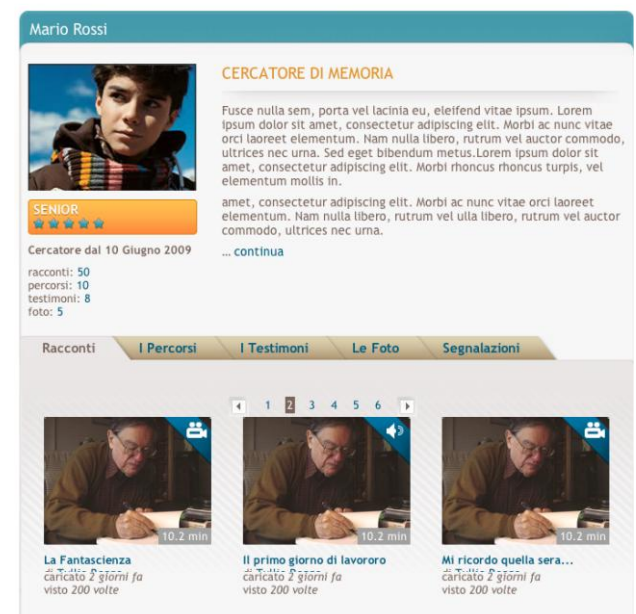 Mario Rossi
CERCATORE DI MEMORIA
Fusce nulla sem, porta vel lacinia eu, eleifend vitae ipsum. Lorem
ipsum dolor sit amet, consectetur adipiscing elit. Morbi ac nunc vitae
orci laoreet elementum. Nam nulla libero, rutrum vel auctor commodo,
ultrices nec urna. Sed eget bibendum metus.Lorem ipsum dolor sit
amet, consectetur adipiscing elit. Morbi rhoncus rhoncus turpis, vel
elementum mollis in.
amet, consectetur adipiscing elit. Morbi ac nunc vitae orci laoreet
elementum. Nam nulla libero, rutrum vel ulla libero, rutrum vel auctor
commodo, ultrices nec urna.
... continua
SENIOR
Cercatore dal 10 Giugno 2009
racconti: 50
percorsi: 10
testimoni: 8
foto: 5
Racconti I Percorsi I Testimoni Le Foto Segnalazioni
1 2 3 4 5 6
10.2 min 10.2 min 10.2 min
La Fantascienza
caricato 2 giorni fa
visto 200 volte
Il primo giorno di lavororo
caricato 2 giorni fa
visto 200 volte
Mi ricordo quella sera...
caricato 2 giorni fa
visto 200 volte